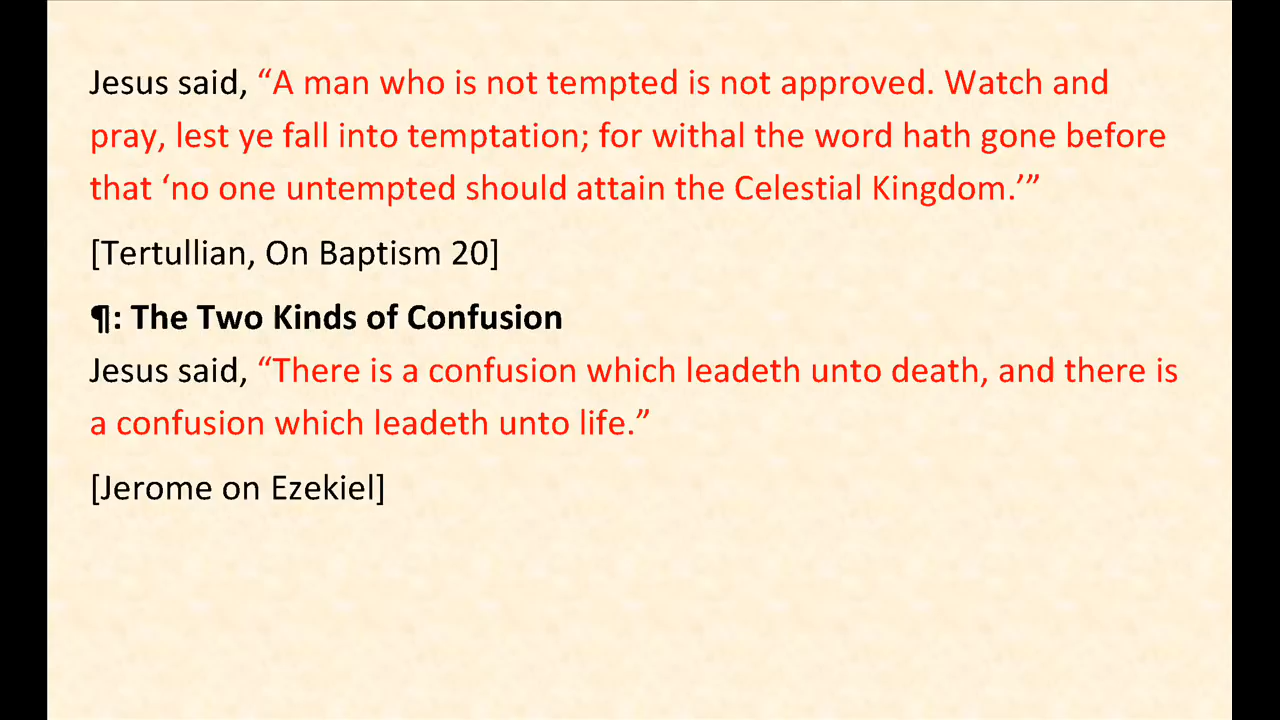 Jesus said, “A man who is not tempted is not approved. Watch and
pray, lest ye fall into temptation; for withal the word hath gone before
that ‘no one untempted should attain the Celestial Kingdom.’”
[Tertullian, On Baptism 20]
¶: The Two Kinds of Confusion
Jesus said, “There is a confusion which leadeth unto death, and there is
a confusion which leadeth unto life.”
[Jerome on Ezekiel]